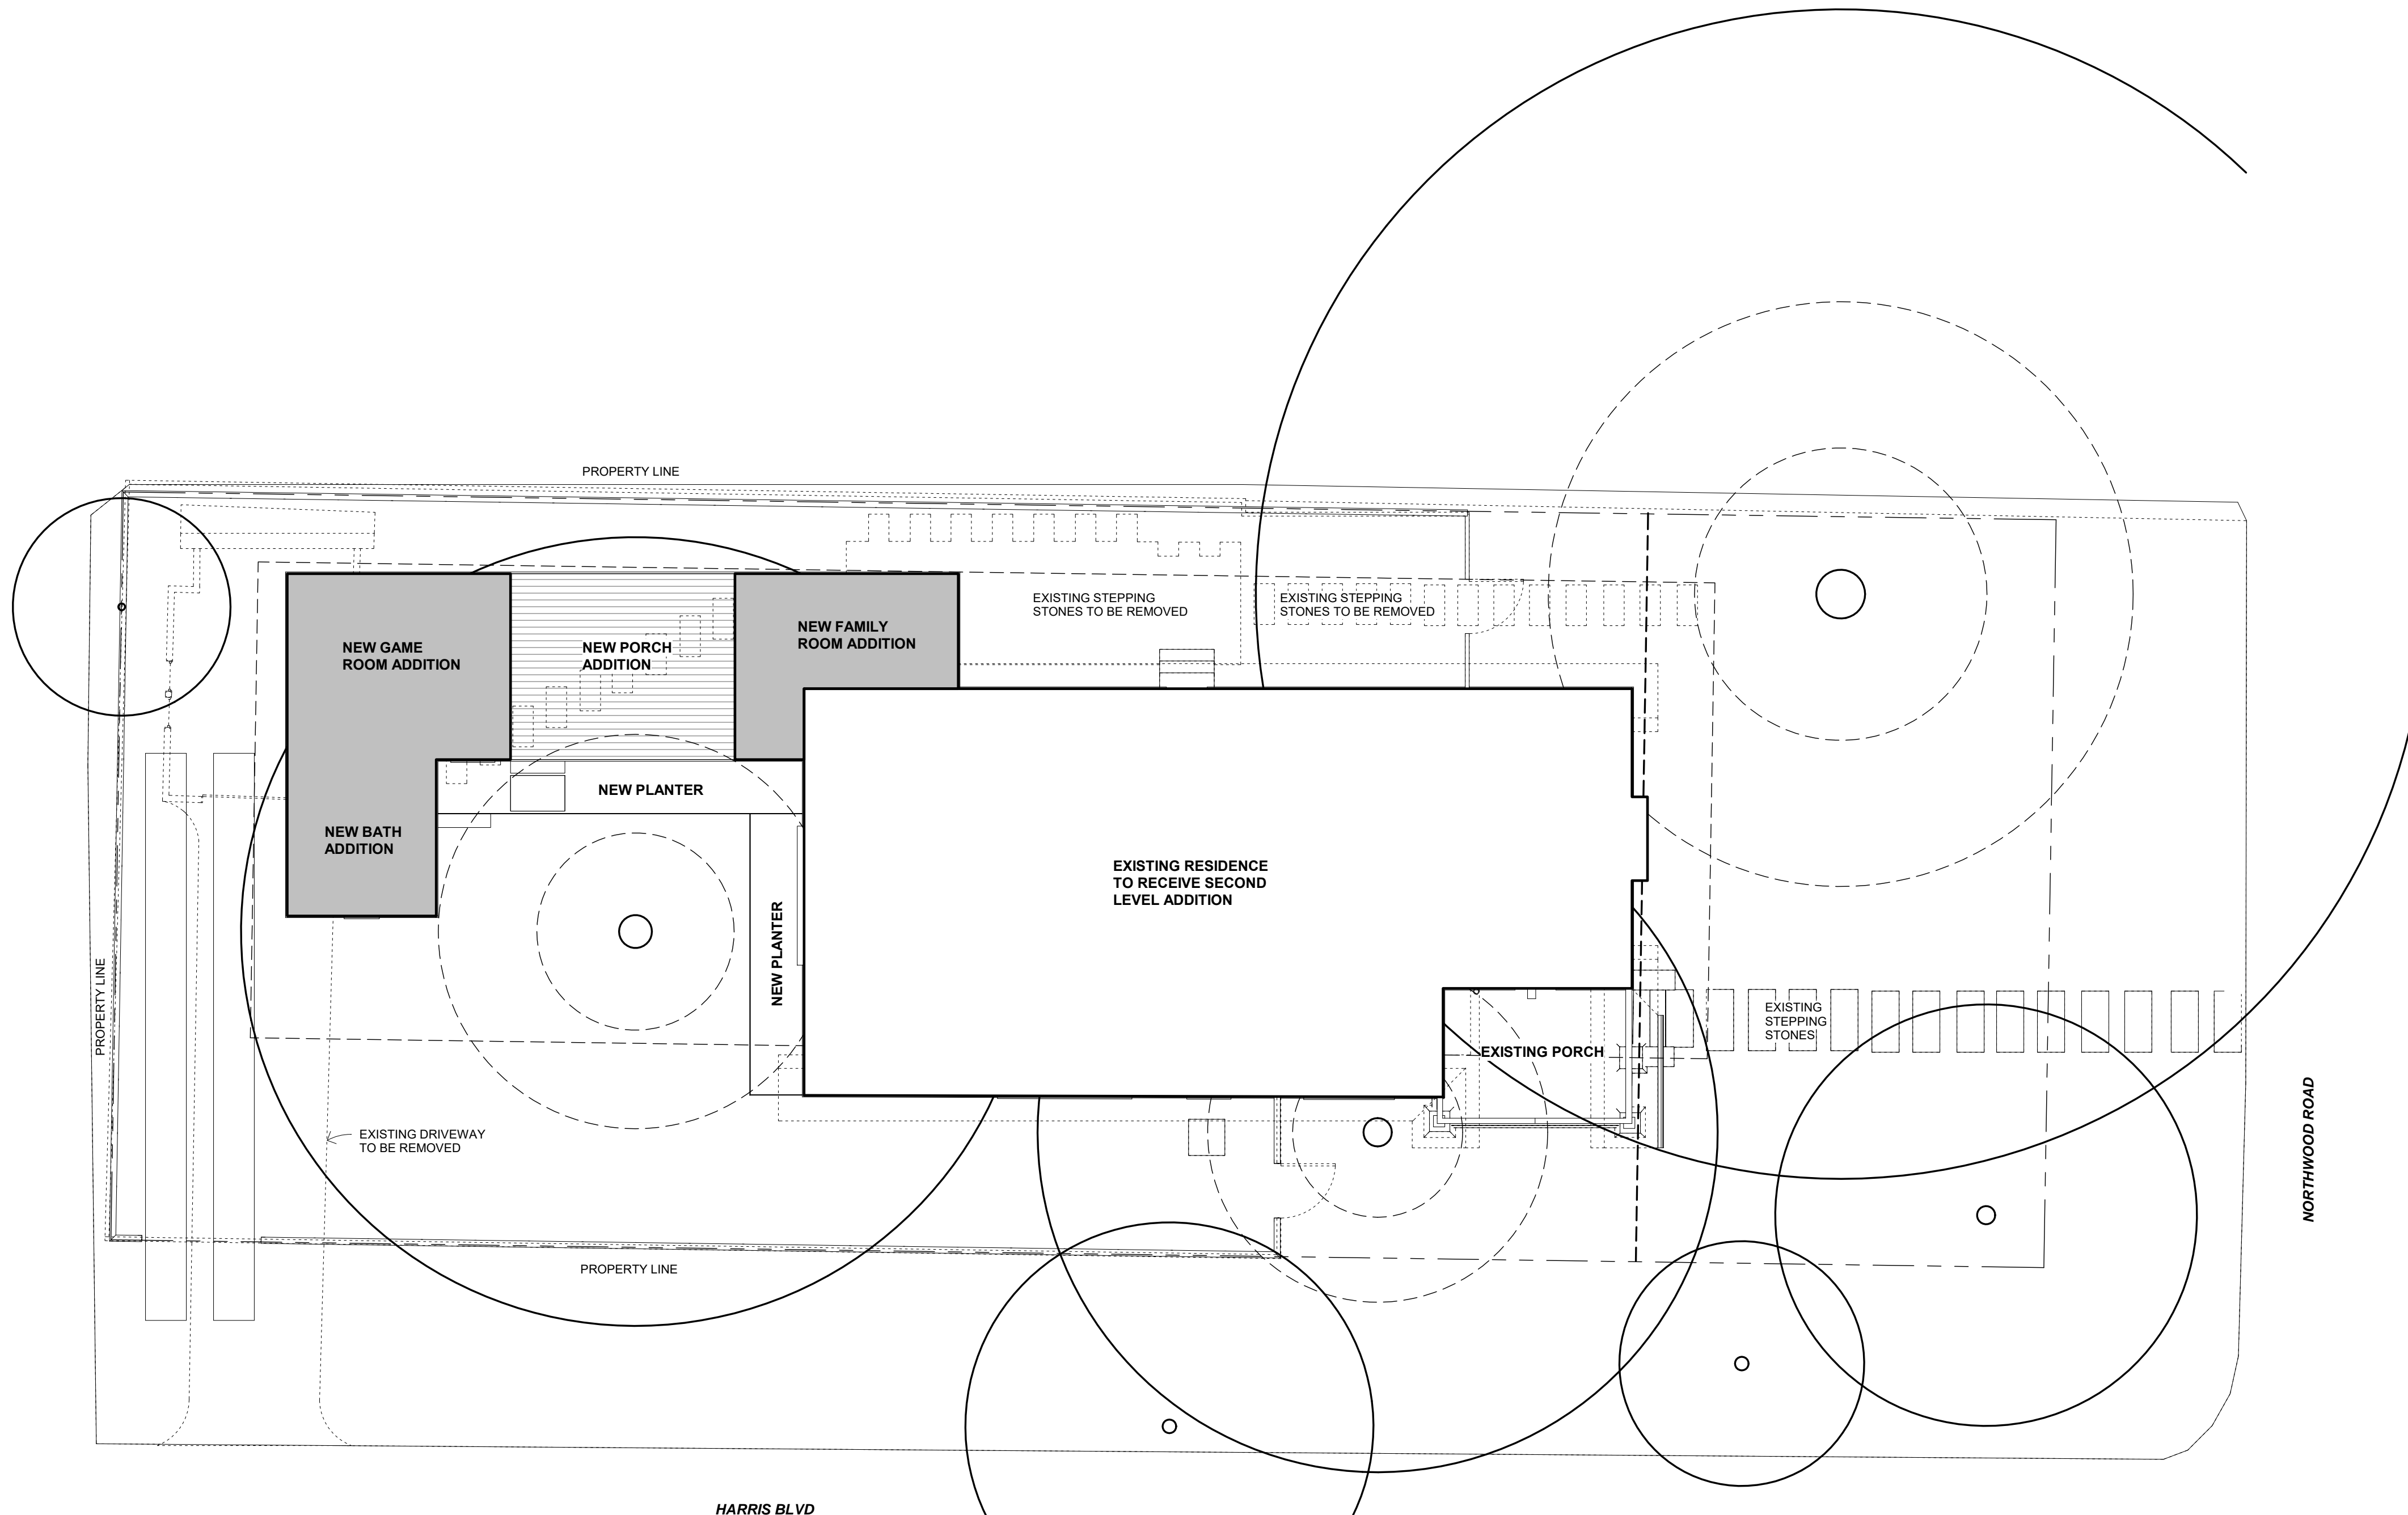 PROPERTY LINE
EXISTING STEPPING
STONES TO BE REMOVED
EXISTING STEPPING
STONES TO BE REMOVED
NEW FAMILY
ROOM ADDITION
NEW GAME
ROOM ADDITION
NEW PORCH
ADDITION
NEW PLANTER
NEW BATH
ADDITION
EXISTING RESIDENCE
TO RECEIVE SECOND
LEVEL ADDITION
NEW PLANTER
PROPERTY LINE
EXISTING
STEPPING
STONES
EXISTING PORCH
EXISTING DRIVEWAY
TO BE REMOVED
NORTHWOOD ROAD
PROPERTY LINE
HARRIS BLVD